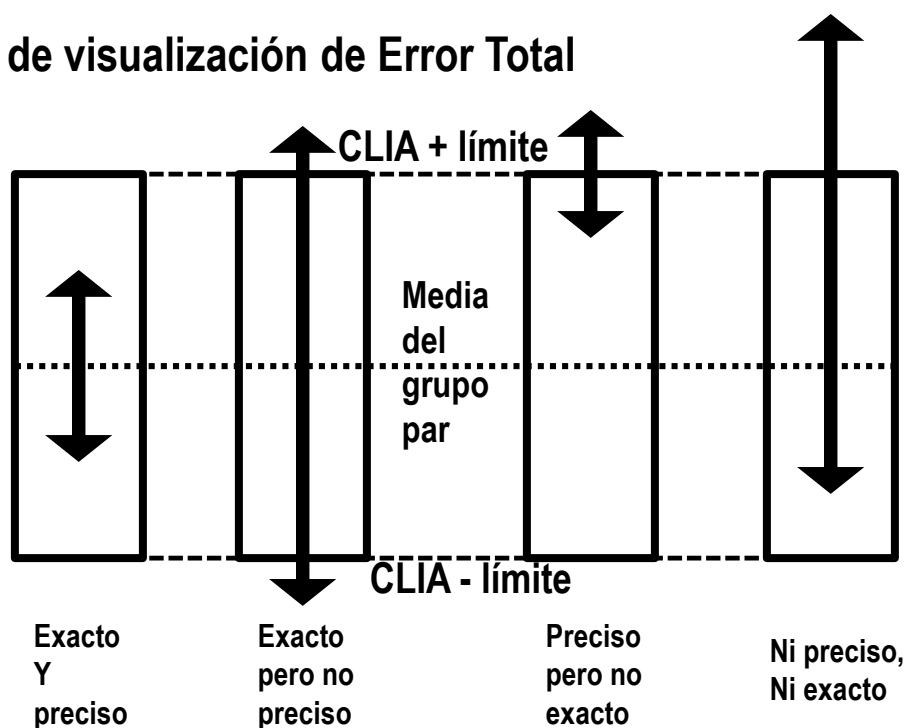 de visualización de Error Total
CLIA + límite
Media
del
grupo
par
CLIA - límite
Exacto
Y
preciso
Exacto
pero no
preciso
Preciso
pero no
exacto
Ni preciso,
Ni exacto